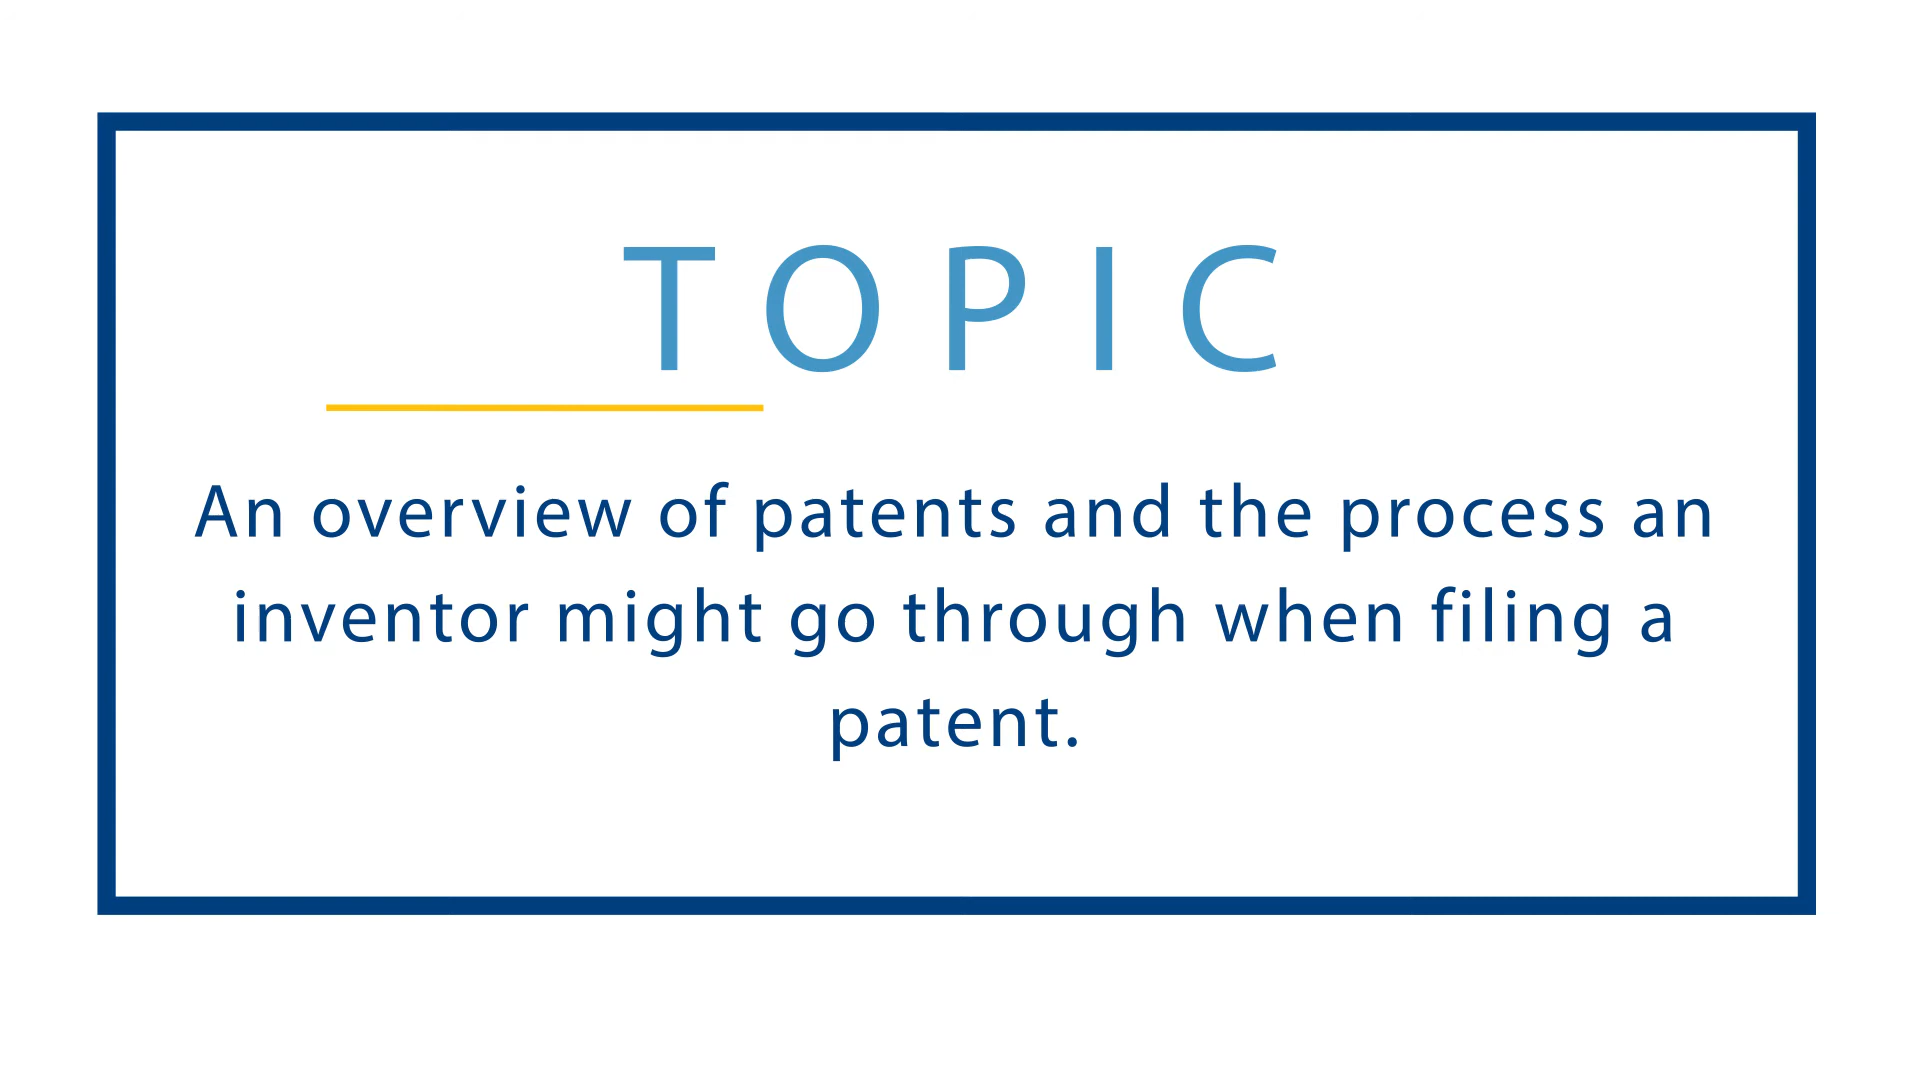 TOPIC
An overview of patents and the process an
inventor might go through when filing a
patent.